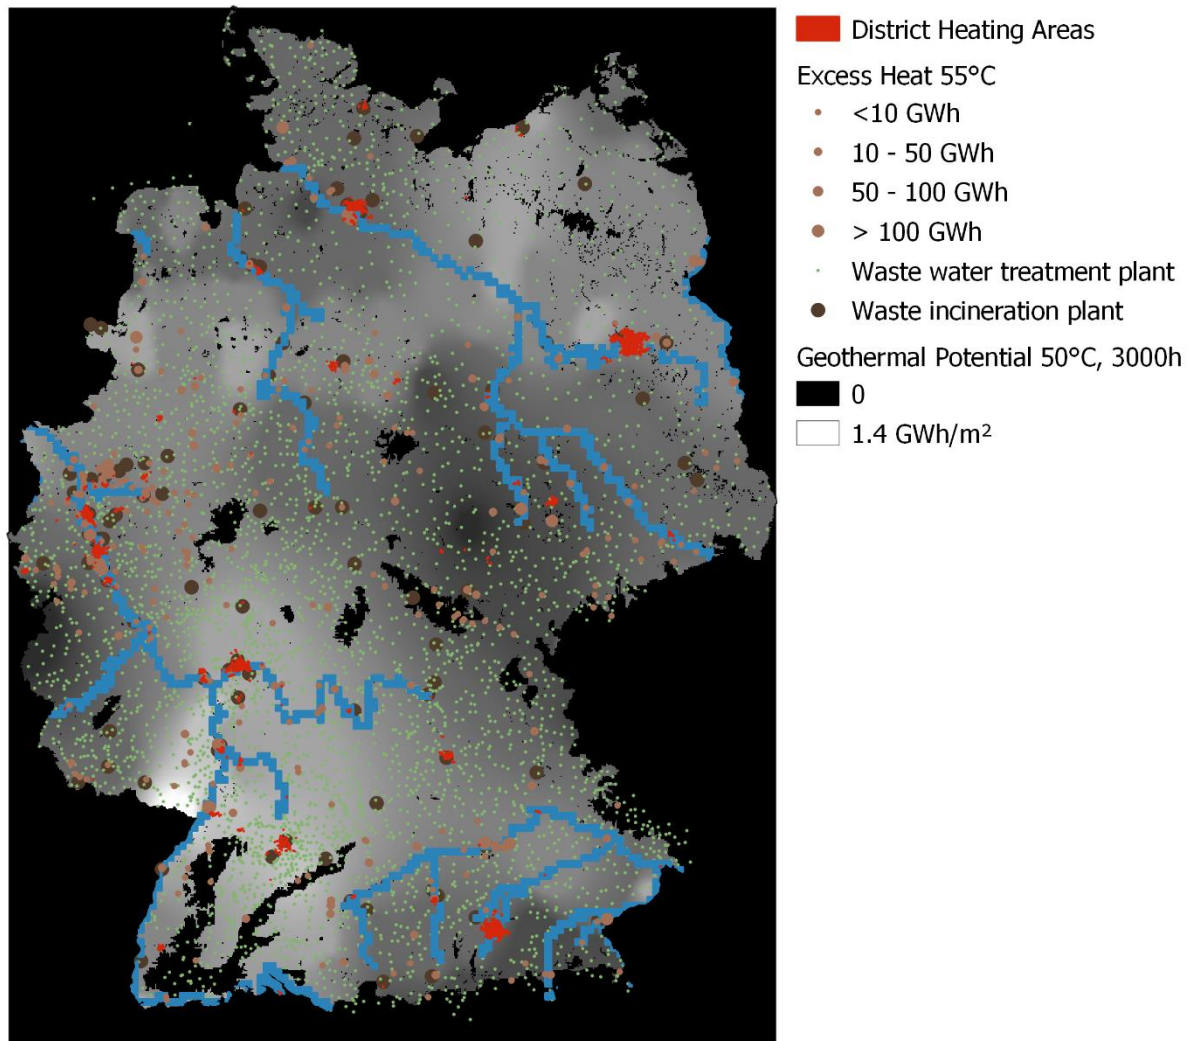 District Heating Areas
Excess Heat 55°C
<10 GWh
10 - 50 GWh
50 - 100 GWh
> 100 GWh
Waste water treatment plant
Waste incineration plant
Geothermal Potential 50°C, 3000h
0
1.4 GWh/m²